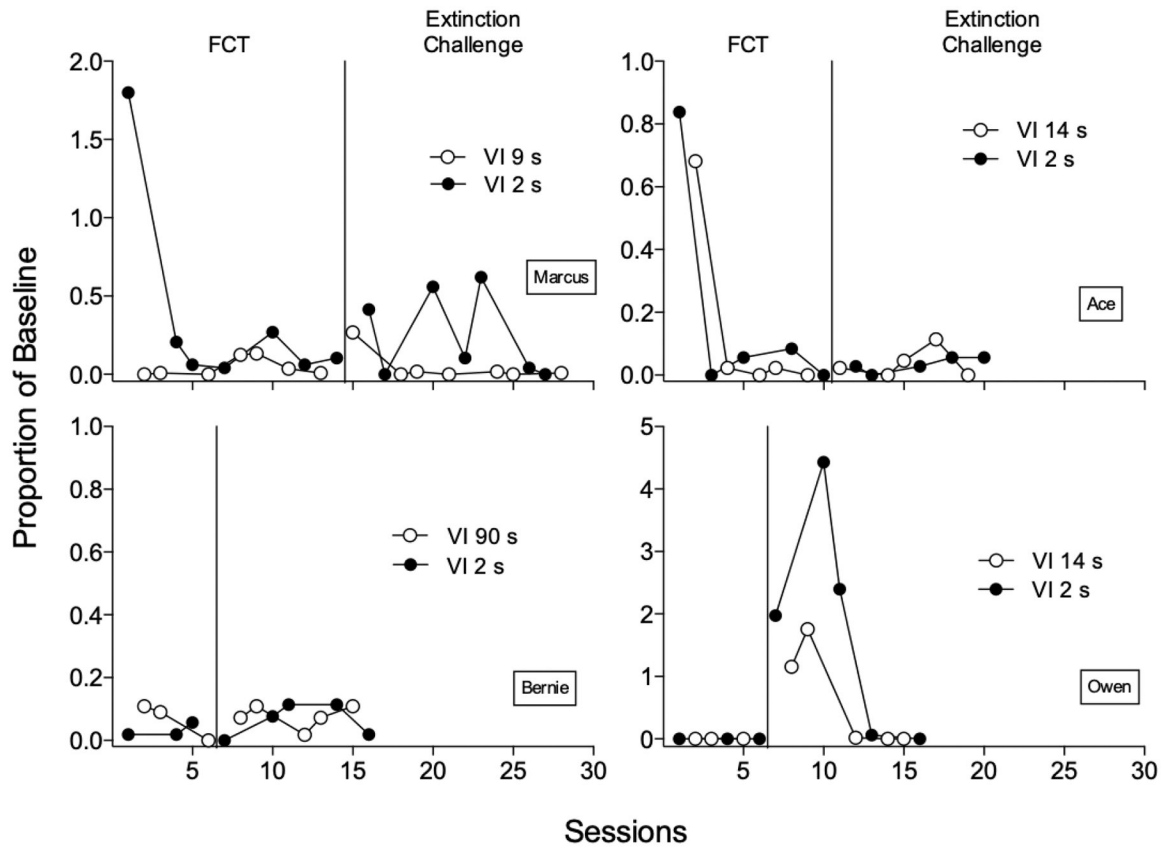 FCT
Extinction
Challenge
FCT
Extinction
Challenge
2.0
1.5
1.0
0.5
0.0
VI 9 s
VI 2 s
Marcus
1.0
0.8
0.6
0.4
0.2
0.0
VI 14 s
VI 2 s
Ace
Proportion of Baseline
1.0
0.8
0.6
0.4
0.2
0.0
VI 90 s
VI 2 s
Bernie
5 10 15 20 25 30
5
4
3
2
1
0
VI 14 s
VI 2 s
Owen
5 10 15 20 25 30
Sessions